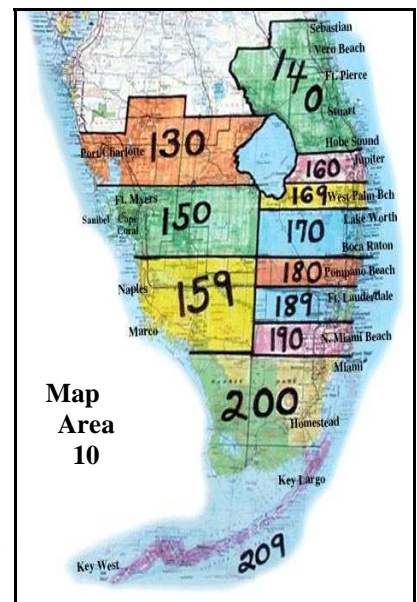 Sebastian
Vero Beach
Ft. Pierce
140
Stuart
Hobe Sound
Port Charlotte
130
160
Jupiter
169
West Palm Bch
Ft. Myers
Sanibel
Cape
Coral
150
Lake Worth
170
Boca Raton
180
Pompano Beach
Naples
159
189
Ft. Lauderdale
Marco
190
N. Miami Beach
Miami
Map
Area
10
200
Homestead
Key Largo
209
Key West